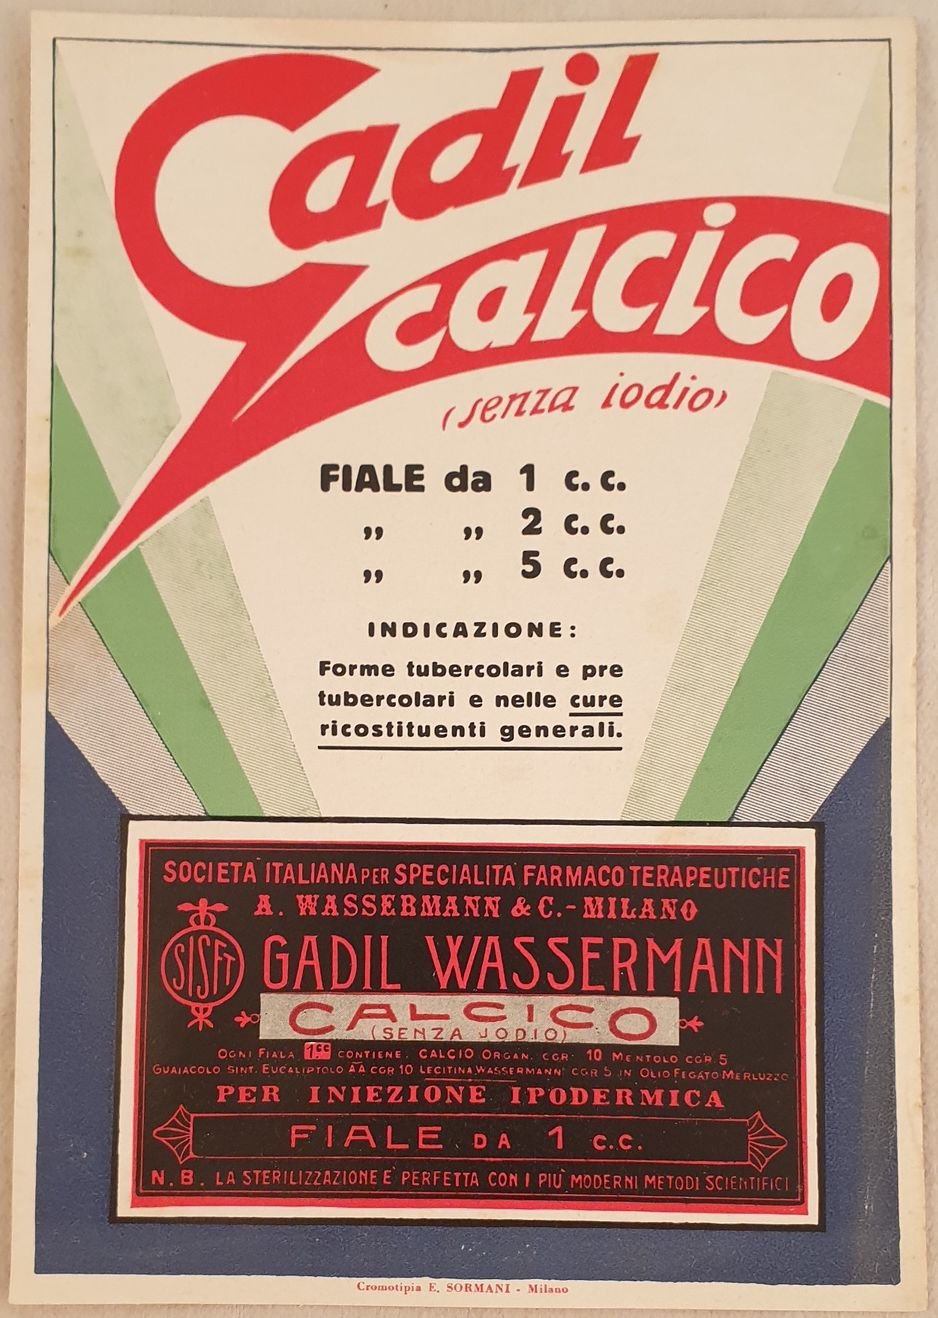 Gadil
calcico
(senza iodio)
FIALE da 1 c. c.
„ „ 2 c. c.
„ „ 5 c. c.
INDICAZIONE:
Forme tubercolari e pre
tubercolari e nelle cure
ricostituenti generali.
SOCIETA ITALIANA PER SPECIALITA FARMACO TERAPEUTICHE
A. WASSERMANN & C. - MILANO
SISFT
GADIL WASSERMANN
CALCICO
(SENZA JODIO)
OGNI FIALA 1cc CONTIENE. CALCIO ORGAN. CGR. 10 MENTOLO CGR. 5
GUAIACOLO SINT. EUCALIPTOLO AA CGR 10 LECITINA WASSERMANN CGR 5 IN OLIO FEGATO MERLUZZO
PER INIEZIONE IPODERMICA
FIALE DA 1 C.C.
N.B. LA STERILIZZAZIONE È PERFETTA CON I PIÙ MODERNI METODI SCIENTIFICI
Cromotipia E. SORMANI - Milano